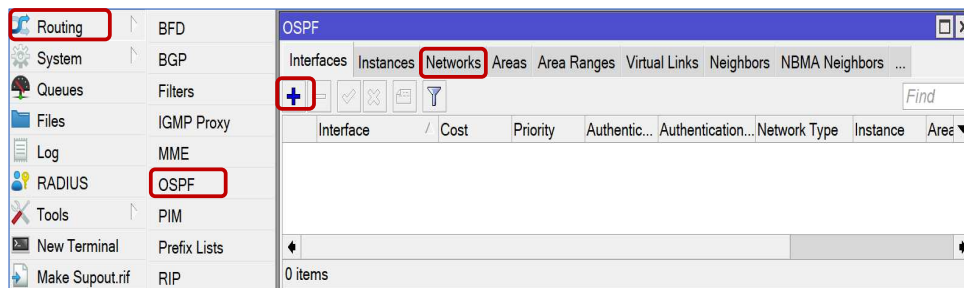 Routing
System
Queues
Files
Log
RADIUS
Tools
New Terminal
Make Supout.rif
BFD
BGP
Filters
IGMP Proxy
MME
OSPF
PIM
Prefix Lists
RIP
OSPF
Interfaces Instances Networks Areas Area Ranges Virtual Links Neighbors NBMA Neighbors ...
Find
Interface / Cost Priority Authentic... Authentication... Network Type Instance Area
0 items